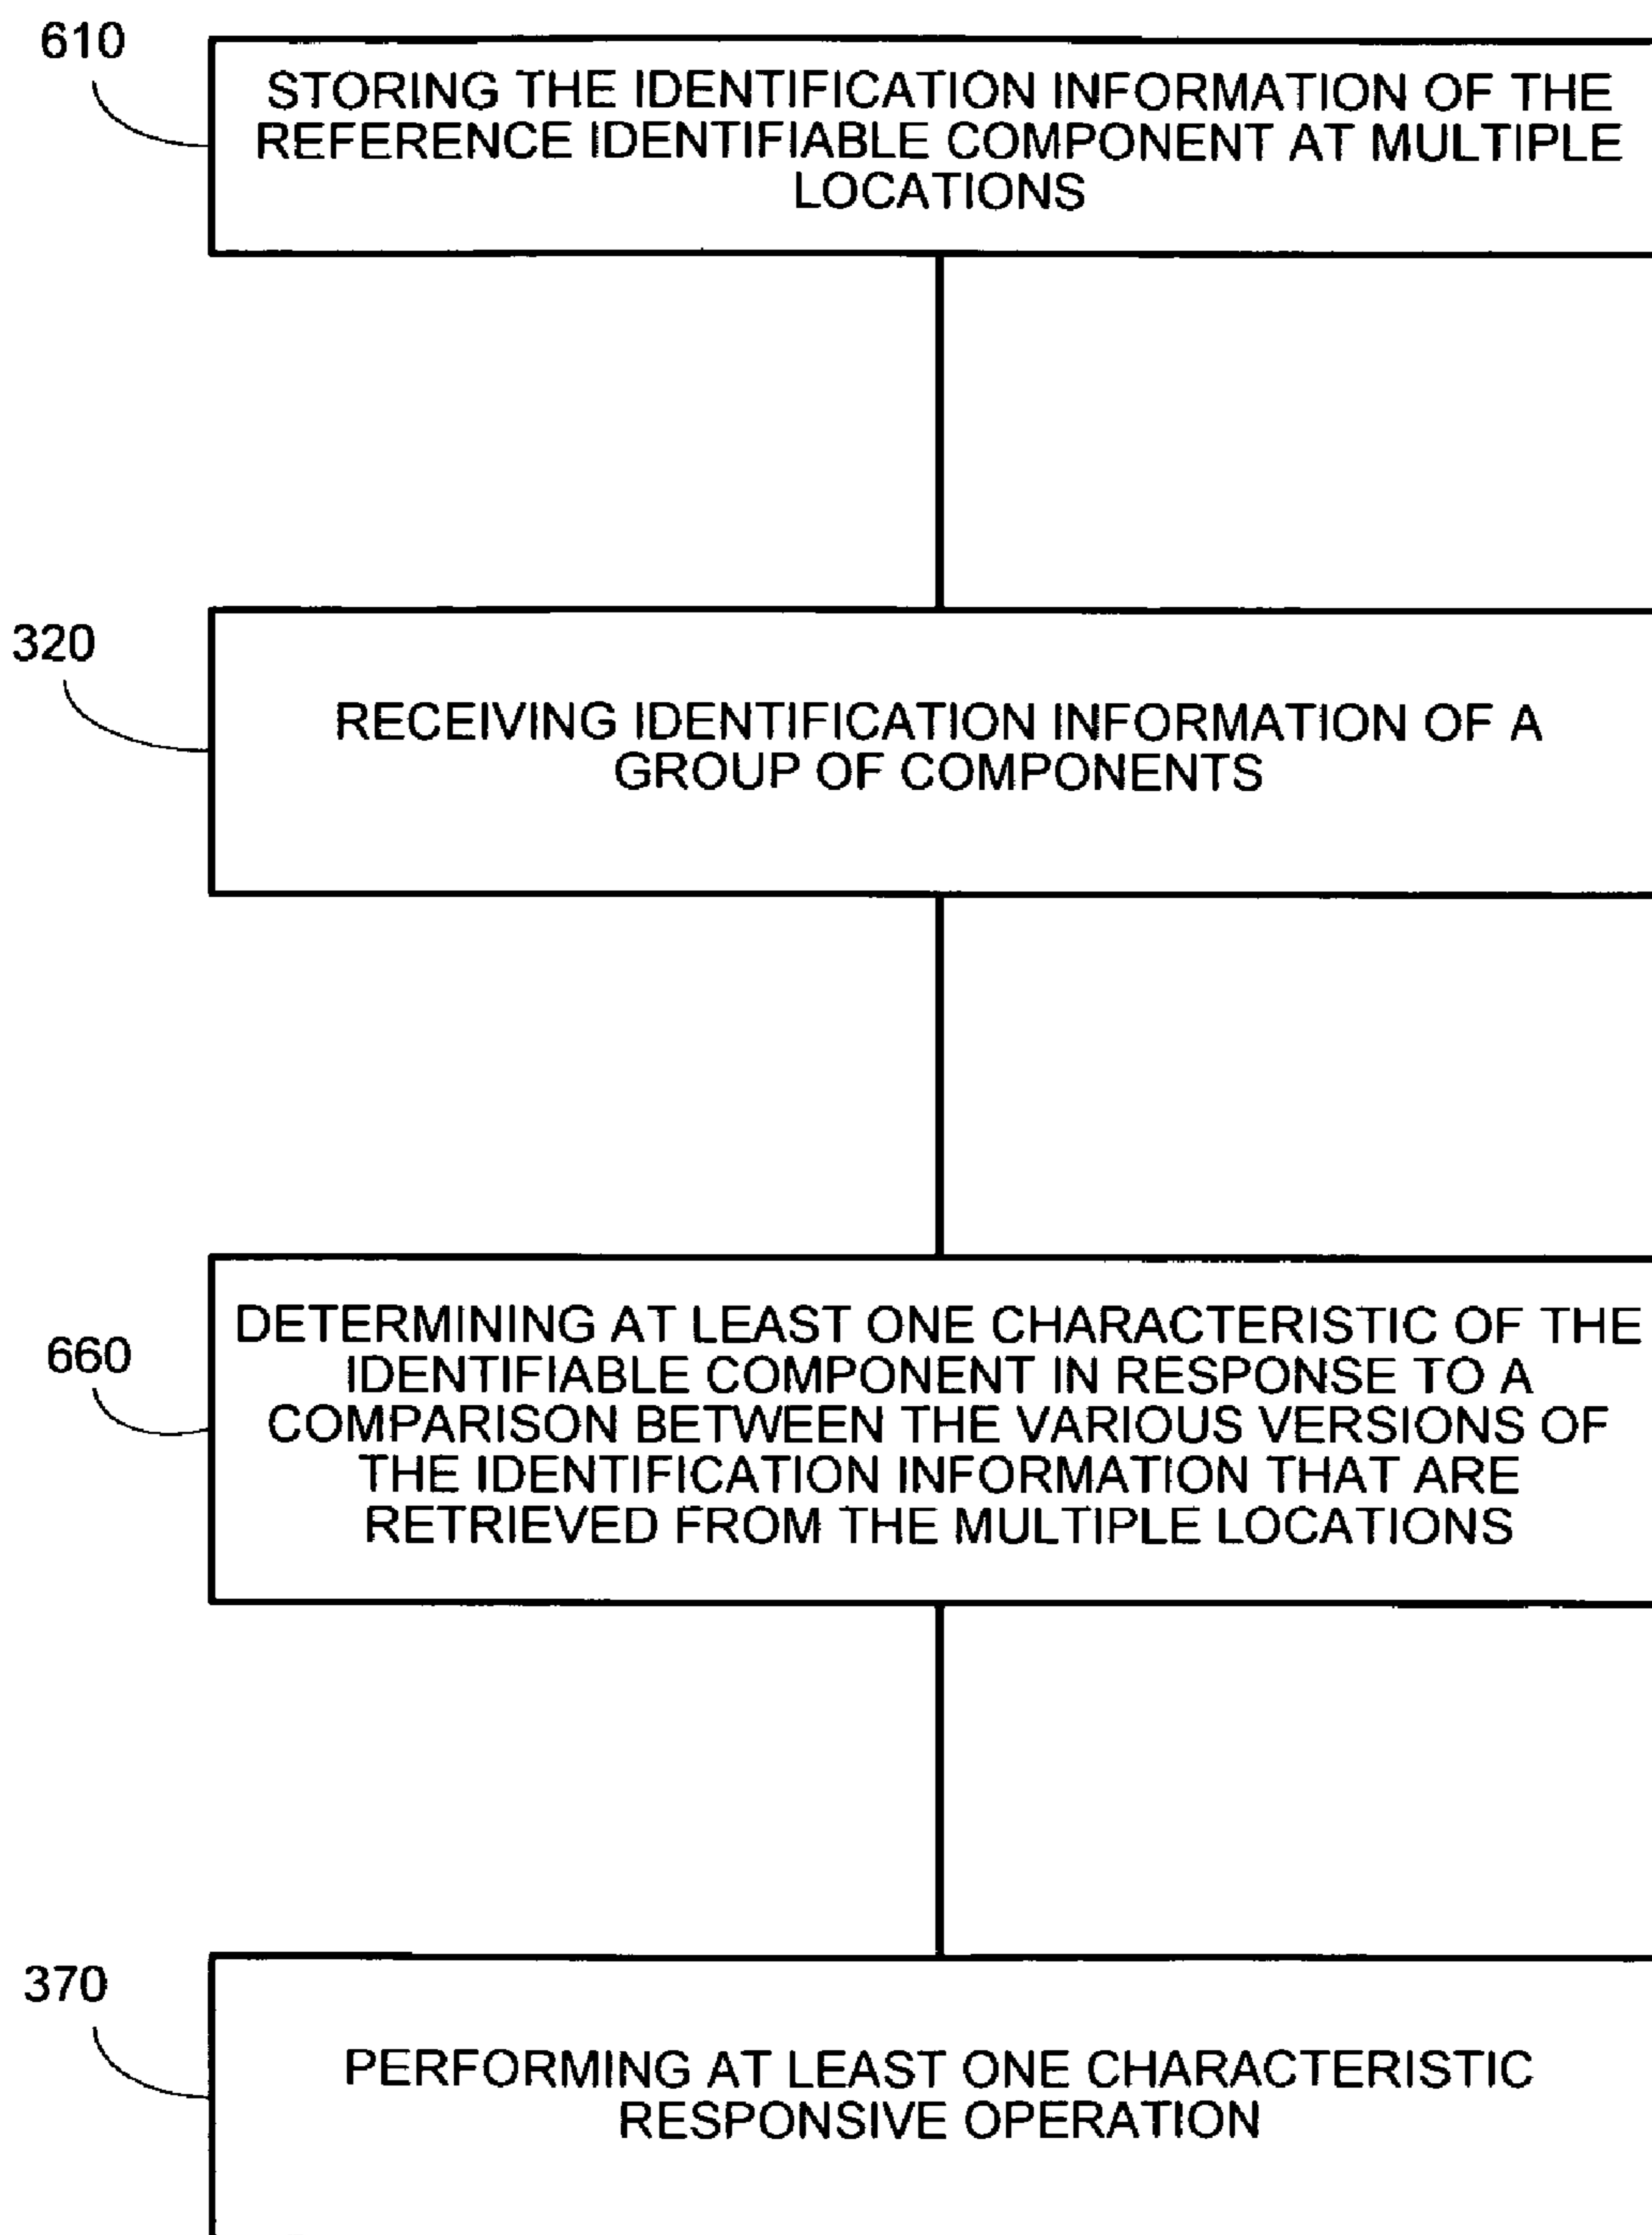 610
STORING THE IDENTIFICATION INFORMATION OF THE
REFERENCE IDENTIFIABLE COMPONENT AT MULTIPLE
LOCATIONS
320
RECEIVING IDENTIFICATION INFORMATION OF A
GROUP OF COMPONENTS
660
DETERMINING AT LEAST ONE CHARACTERISTIC OF THE
IDENTIFIABLE COMPONENT IN RESPONSE TO A
COMPARISON BETWEEN THE VARIOUS VERSIONS OF
THE IDENTIFICATION INFORMATION THAT ARE
RETRIEVED FROM THE MULTIPLE LOCATIONS
370
PERFORMING AT LEAST ONE CHARACTERISTIC
RESPONSIVE OPERATION